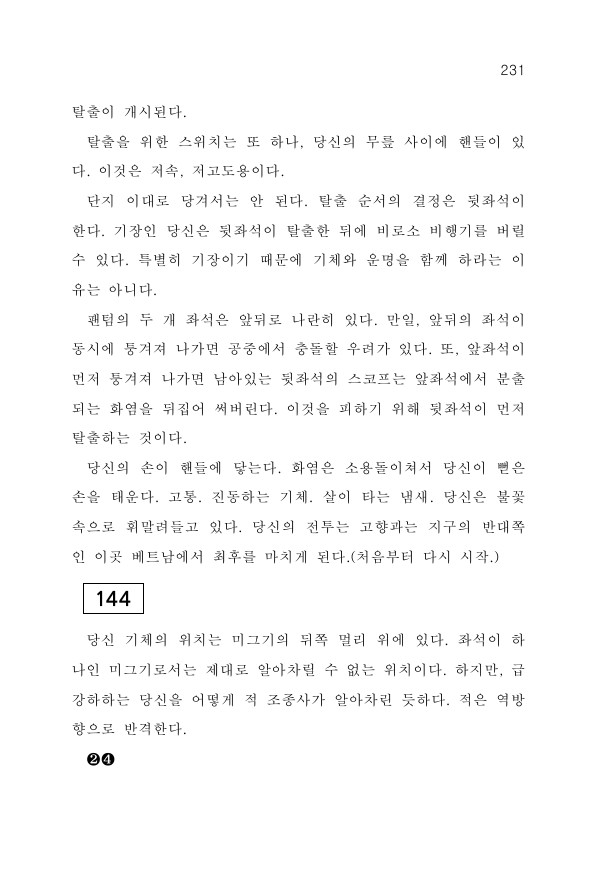 231
탈출이 개시된다.
탈출을 위한 스위치는 또 하나, 당신의 무릎 사이에 핸들이 있
다. 이것은 저속, 저고도용이다.
단지 이대로 당겨서는 안 된다. 탈출 순서의 결정은 뒷좌석이
한다. 기장인 당신은 뒷좌석이 탈출한 뒤에 비로소 비행기를 버릴
수 있다. 특별히 기장이기 때문에 기체와 운명을 함께 하라는 이
유는 아니다.
팬텀의 두 개 좌석은 앞뒤로 나란히 있다. 만일, 앞뒤의 좌석이
동시에 퉁겨져 나가면 공중에서 충돌할 우려가 있다. 또, 앞좌석이
먼저 퉁겨져 나가면 남아있는 뒷좌석의 스코프는 앞좌석에서 분출
되는 화염을 뒤집어 써버린다. 이것을 피하기 위해 뒷좌석이 먼저
탈출하는 것이다.
당신의 손이 핸들에 닿는다. 화염은 소용돌이쳐서 당신이 뻗은
손을 태운다. 고통. 진동하는 기체. 살이 타는 냄새. 당신은 불꽃
속으로 휘말려들고 있다. 당신의 전투는 고향과는 지구의 반대쪽
인 이곳 베트남에서 최후를 마치게 된다.(처음부터 다시 시작.)
144
당신 기체의 위치는 미그기의 뒤쪽 멀리 위에 있다. 좌석이 하
나인 미그기로서는 제대로 알아차릴 수 없는 위치이다. 하지만, 급
강하하는 당신을 어떻게 적 조종사가 알아차린 듯하다. 적은 역방
향으로 반격한다.
❷❹